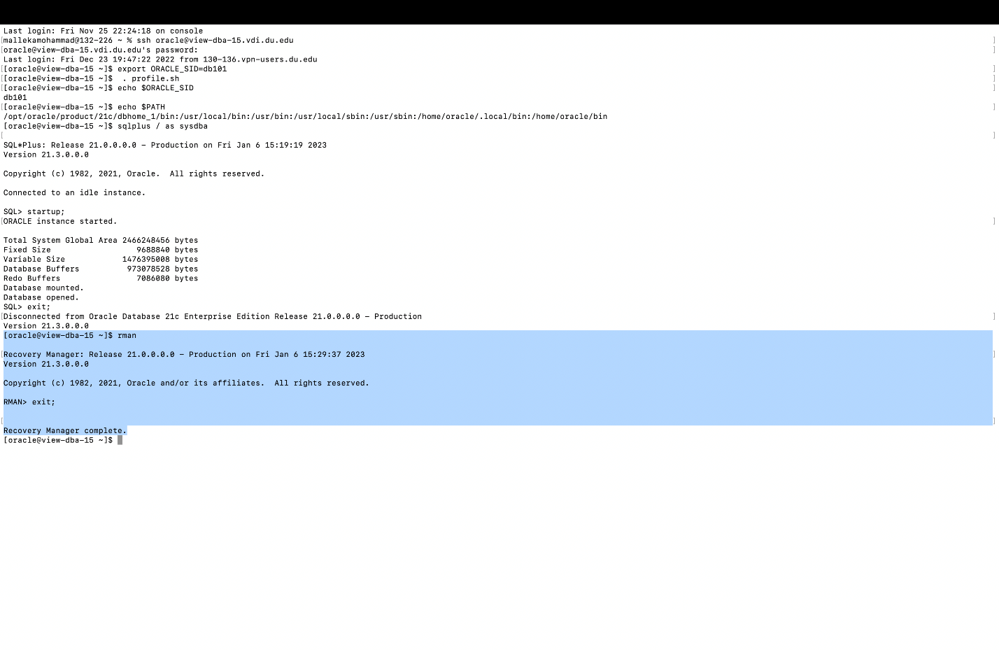 Last login: Fri Nov 25 22:24:18 on console
[mallekamohammad@132-226 ~ % ssh oracle@view-dba-15.vdi.du.edu ]
[oracle@view-dba-15.vdi.du.edu's password: ]
Last login: Fri Dec 23 19:47:22 2022 from 130-136.vpn-users.du.edu
[[oracle@view-dba-15 ~]$ export ORACLE_SID=db101 ]
[[oracle@view-dba-15 ~]$  . profile.sh ]
[[oracle@view-dba-15 ~]$ echo $ORACLE_SID ]
db101
[[oracle@view-dba-15 ~]$ echo $PATH ]
/opt/oracle/product/21c/dbhome_1/bin:/usr/local/bin:/usr/bin:/usr/local/sbin:/usr/sbin:/home/oracle/.local/bin:/home/oracle/bin
[oracle@view-dba-15 ~]$ sqlplus / as sysdba
[ ]
SQL*Plus: Release 21.0.0.0.0 - Production on Fri Jan 6 15:19:19 2023
Version 21.3.0.0.0

Copyright (c) 1982, 2021, Oracle.  All rights reserved.

Connected to an idle instance.

SQL> startup;
[ORACLE instance started. ]

Total System Global Area 2466248456 bytes
Fixed Size                  9688840 bytes
Variable Size            1476395008 bytes
Database Buffers          973078528 bytes
Redo Buffers                7086080 bytes
Database mounted.
Database opened.
SQL> exit;
[Disconnected from Oracle Database 21c Enterprise Edition Release 21.0.0.0.0 - Production ]
Version 21.3.0.0.0
[oracle@view-dba-15 ~]$ rman

[Recovery Manager: Release 21.0.0.0.0 - Production on Fri Jan 6 15:29:37 2023 ]
Version 21.3.0.0.0

Copyright (c) 1982, 2021, Oracle and/or its affiliates.  All rights reserved.

RMAN> exit;

[ ]
Recovery Manager complete.
[oracle@view-dba-15 ~]$